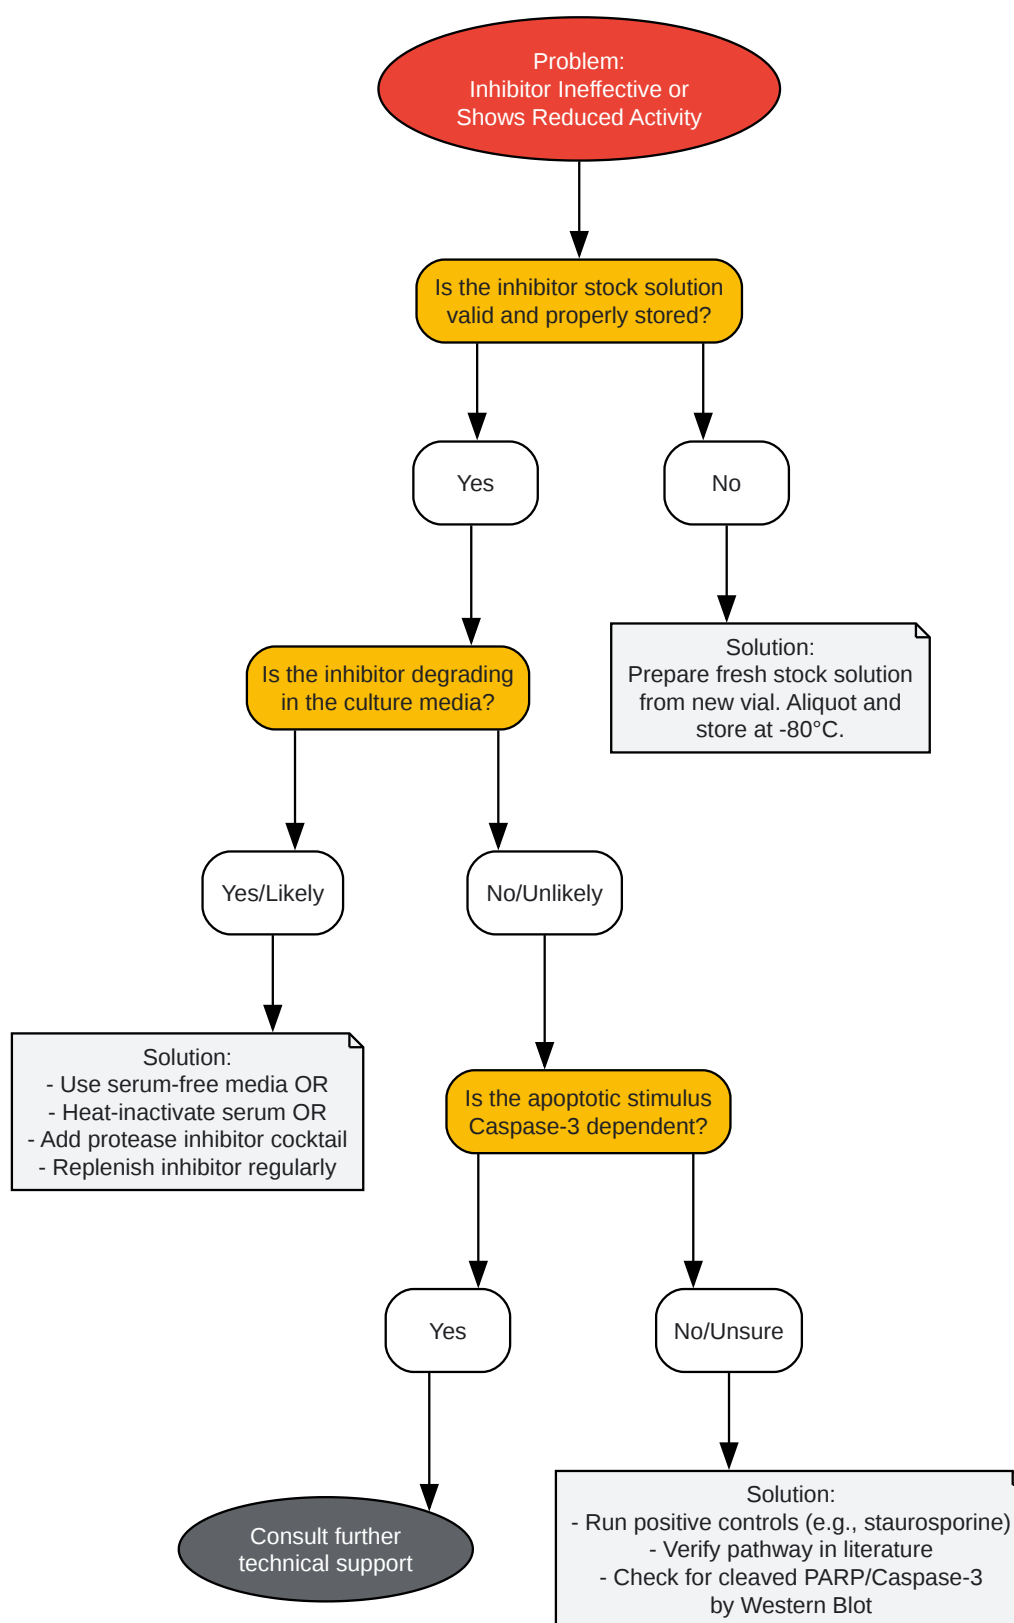 Problem:
Inhibitor Ineffective or
Shows Reduced Activity
Is the inhibitor stock solution
valid and properly stored?
Yes
No
Is the inhibitor degrading
in the culture media?
Solution:
Prepare fresh stock solution
from new vial. Aliquot and
store at -80°C.
Yes/Likely
No/Unlikely
Solution:
- Use serum-free media OR
- Heat-inactivate serum OR
- Add protease inhibitor cocktail
- Replenish inhibitor regularly
Is the apoptotic stimulus
Caspase-3 dependent?
Yes
No/Unsure
Consult further
technical support
Solution:
- Run positive controls (e.g., staurosporine)
- Verify pathway in literature
- Check for cleaved PARP/Caspase-3
by Western Blot